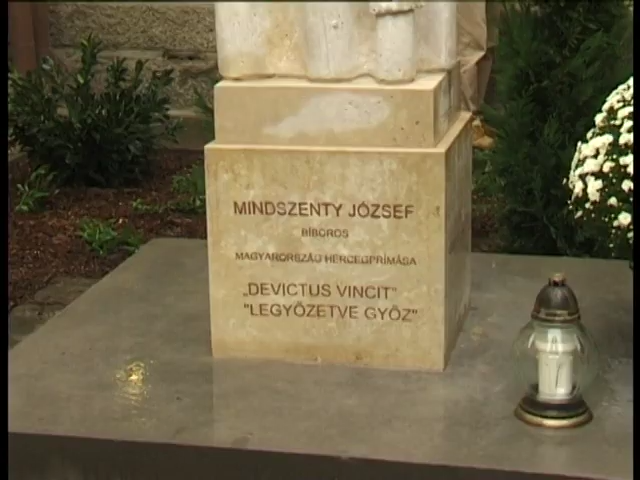 MINDSZENTY JÓZSEF
BÍBOROS
MAGYARORSZÁG HERCEGPRÍMÁSA
„DEVICTUS VINCIT"
"LEGYŐZETVE GYŐZ"